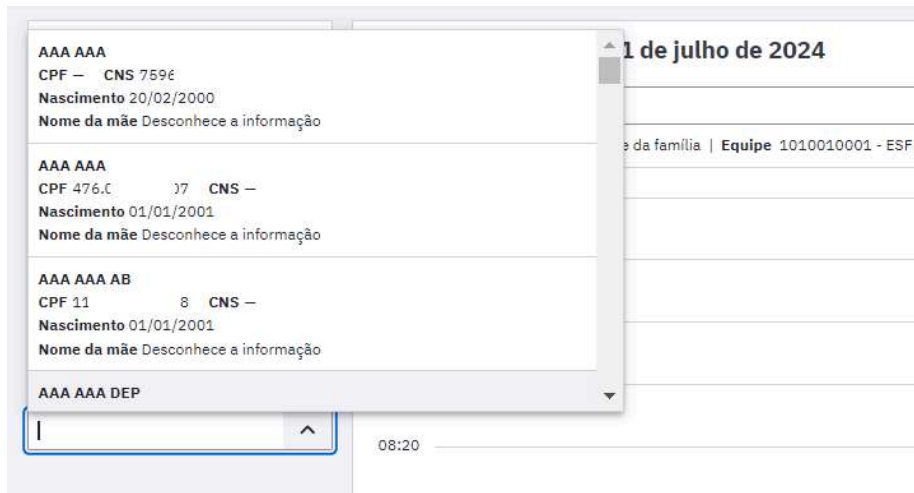 AAA AAA
CPF – CNS 7596
Nascimento 20/02/2000
Nome da mãe Desconhece a informação
AAA AAA
CPF 476.0 07 CNS –
Nascimento 01/01/2001
Nome da mãe Desconhece a informação
AAA AAA AB
CPF 11 8 CNS –
Nascimento 01/01/2001
Nome da mãe Desconhece a informação
AAA AAA DEP
1 de julho de 2024
da família | Equipe 1010010001 - ESF
08:20